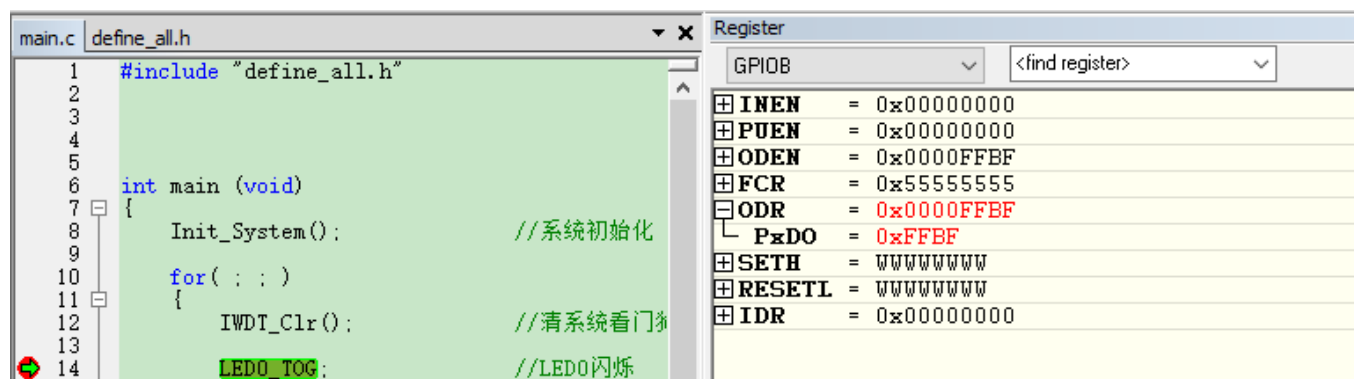 main.c define_all.h
1 #include "define_all.h"
2
3
4
5
6 int main (void)
7 {
8 Init_System(); //系统初始化
9
10 for( ; ; )
11 {
12 IWDT_Clr(); //清系统看门狗
13
14 LED0_TOG; //LED0闪烁
Register
GPIOB <find register>
INEN = 0x00000000
PUEN = 0x00000000
ODEN = 0x0000FFBF
FCR = 0x55555555
ODR = 0x0000FFBF
PxDO = 0xFFBF
SETH = WWWWWWWW
RESETL = WWWWWWWW
IDR = 0x00000000